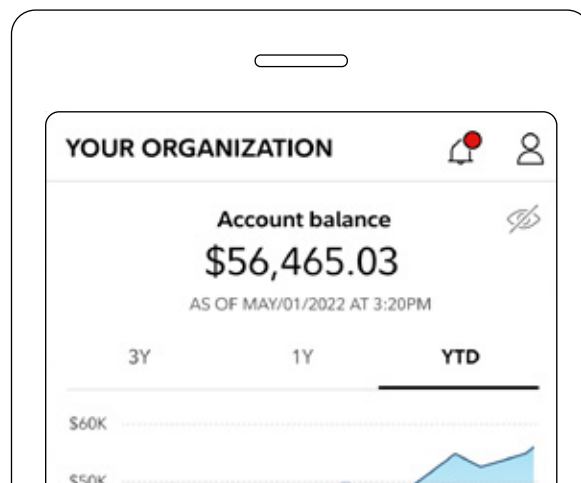 YOUR ORGANIZATION
Account balance
$56,465.03
AS OF MAY/01/2022 AT 3:20PM
3Y 1Y YTD
$60K
$50K